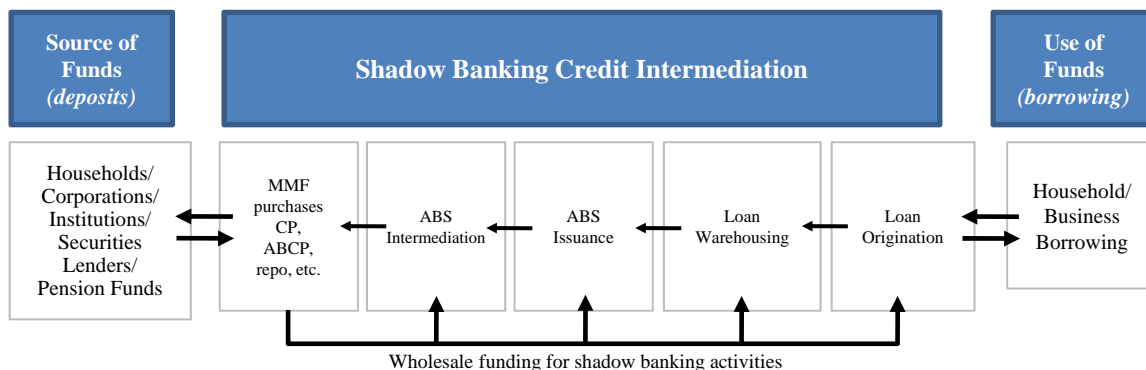 Source of
Funds
(deposits)
Shadow Banking Credit Intermediation
Use of
Funds
(borrowing)
Households/
Corporations/
Institutions/
Securities
Lenders/
Pension Funds
MMF
purchases
CP,
ABCP,
repo, etc.
ABS
Intermediation
ABS
Issuance
Loan
Warehousing
Loan
Origination
Household/
Business
Borrowing
Wholesale funding for shadow banking activities